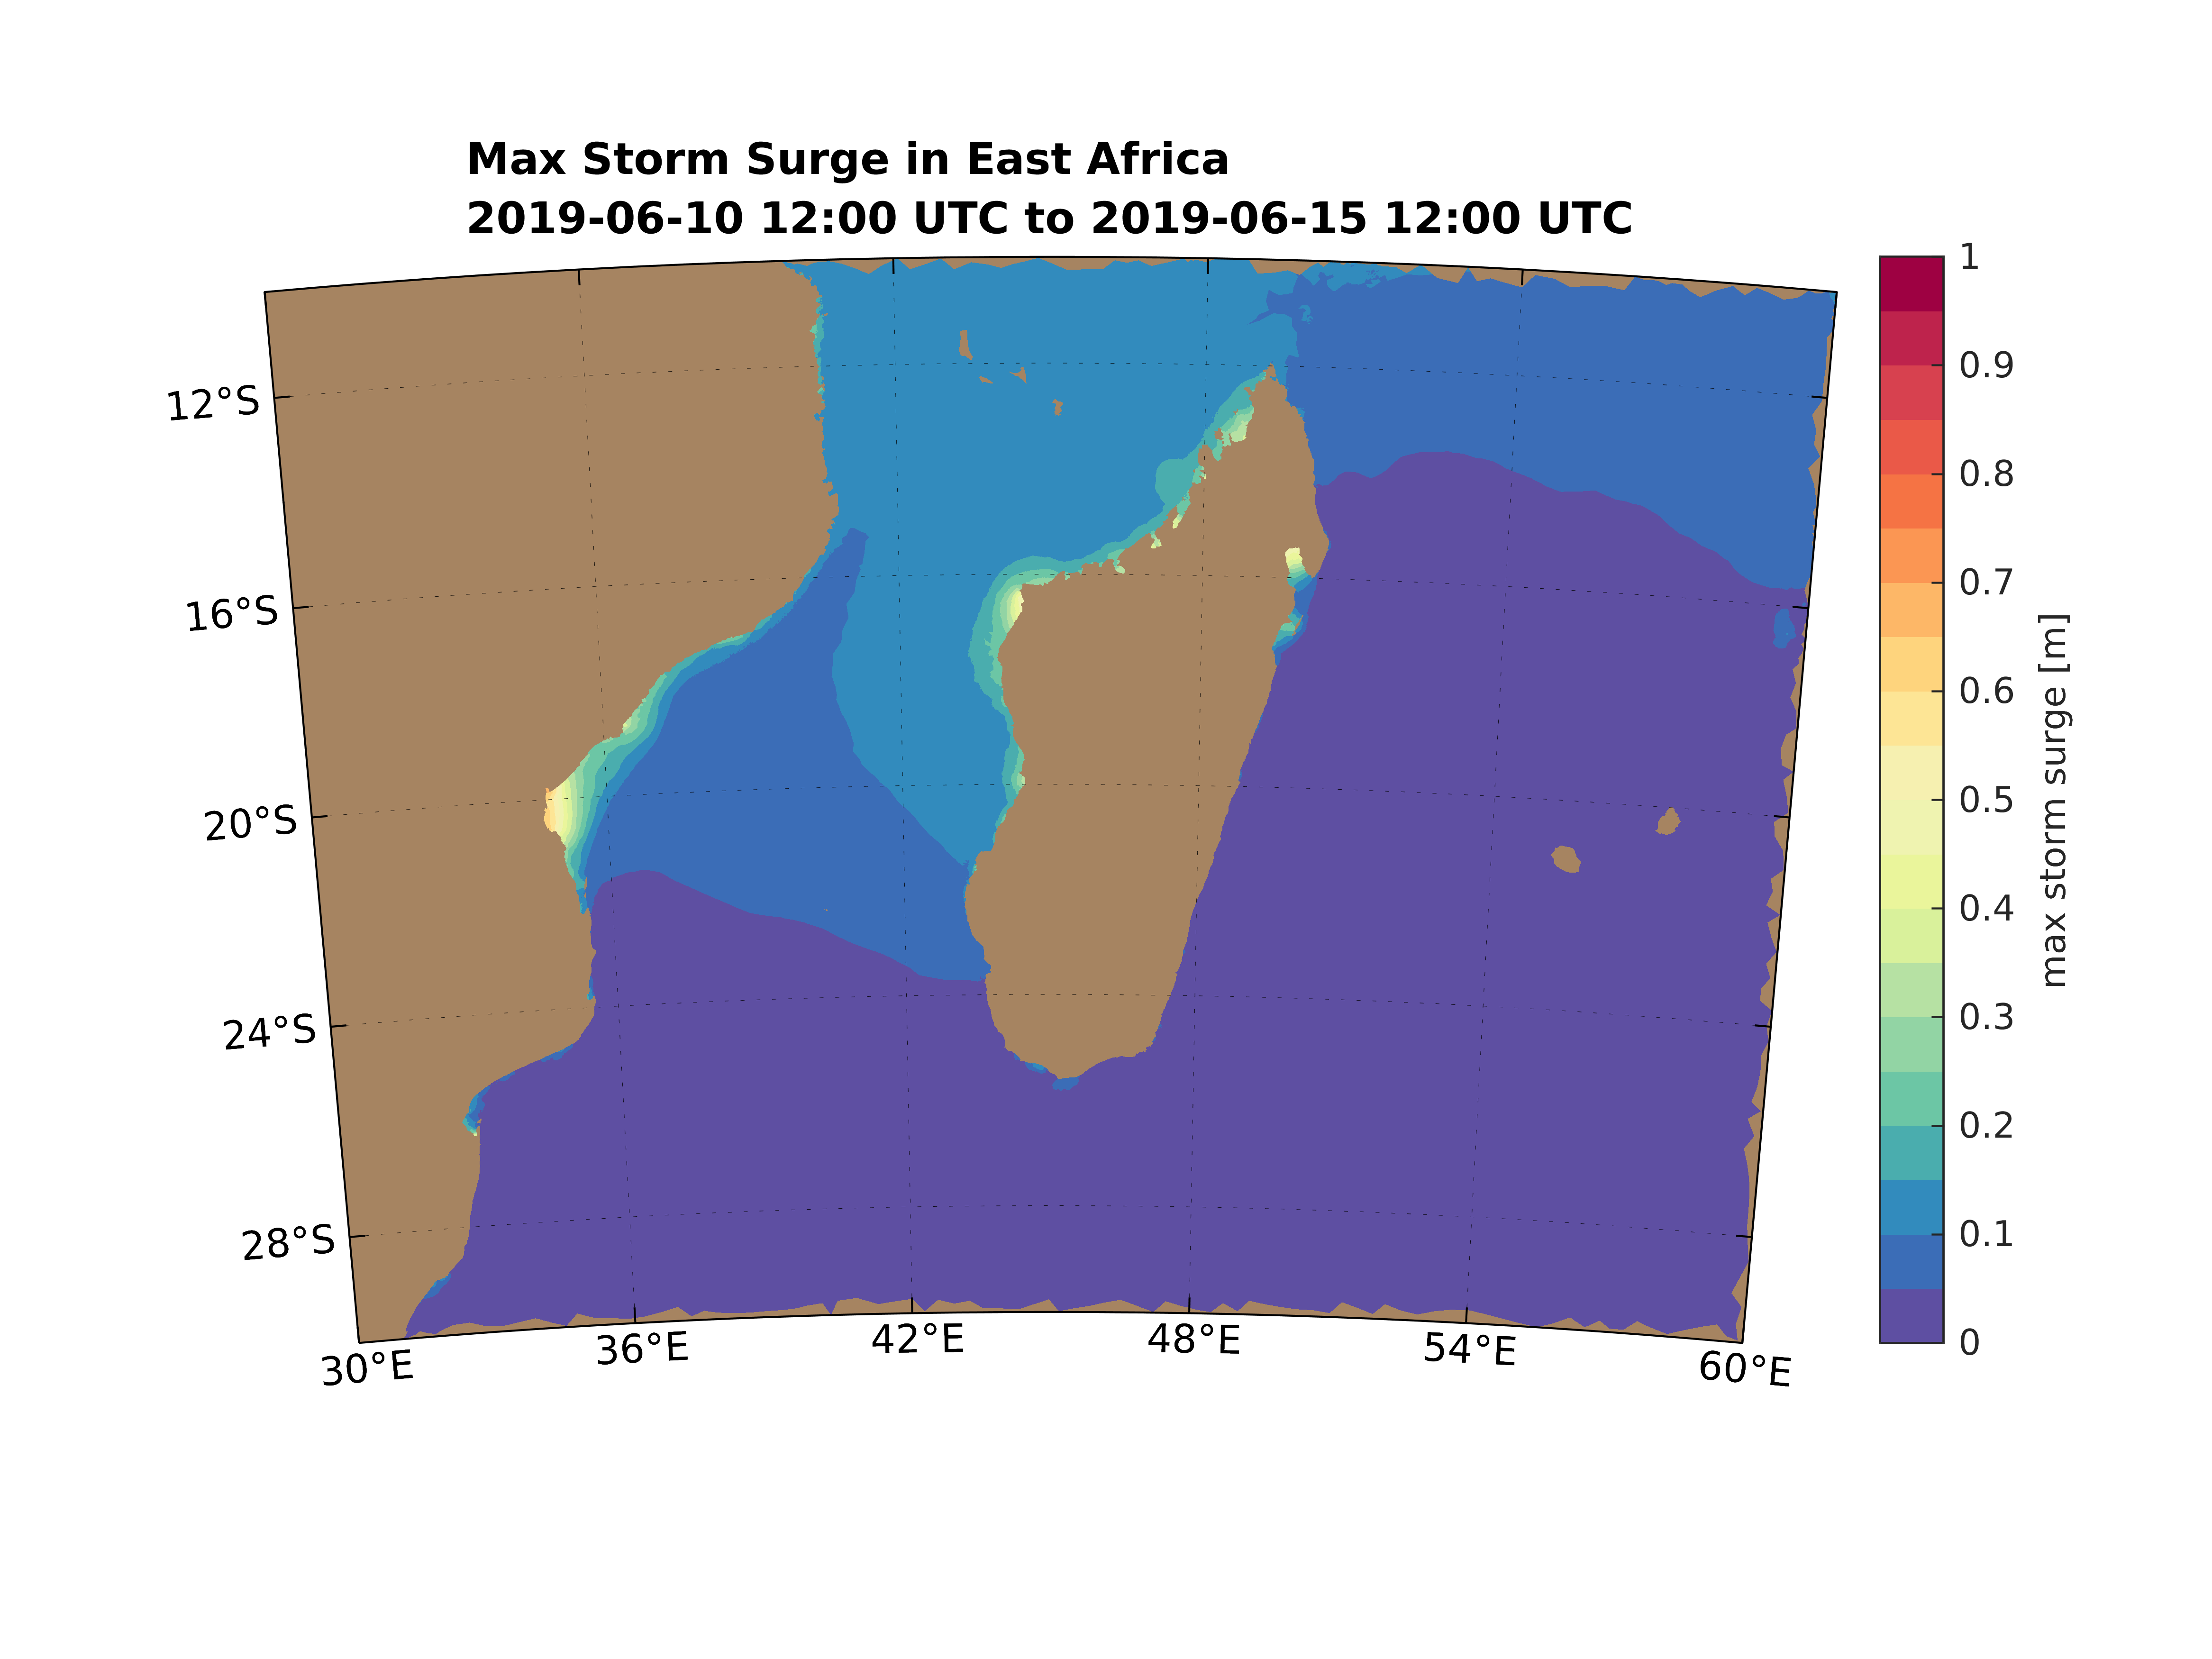 Max Storm Surge in East Africa
2019-06-10 12:00 UTC to 2019-06-15 12:00 UTC
12°S
16°S
20°S
24°S
28°S
30°E
36°E
42°E
48°E
54°E
60°E
1
0.9
0.8
0.7
0.6
0.5
0.4
0.3
0.2
0.1
0
max storm surge [m]